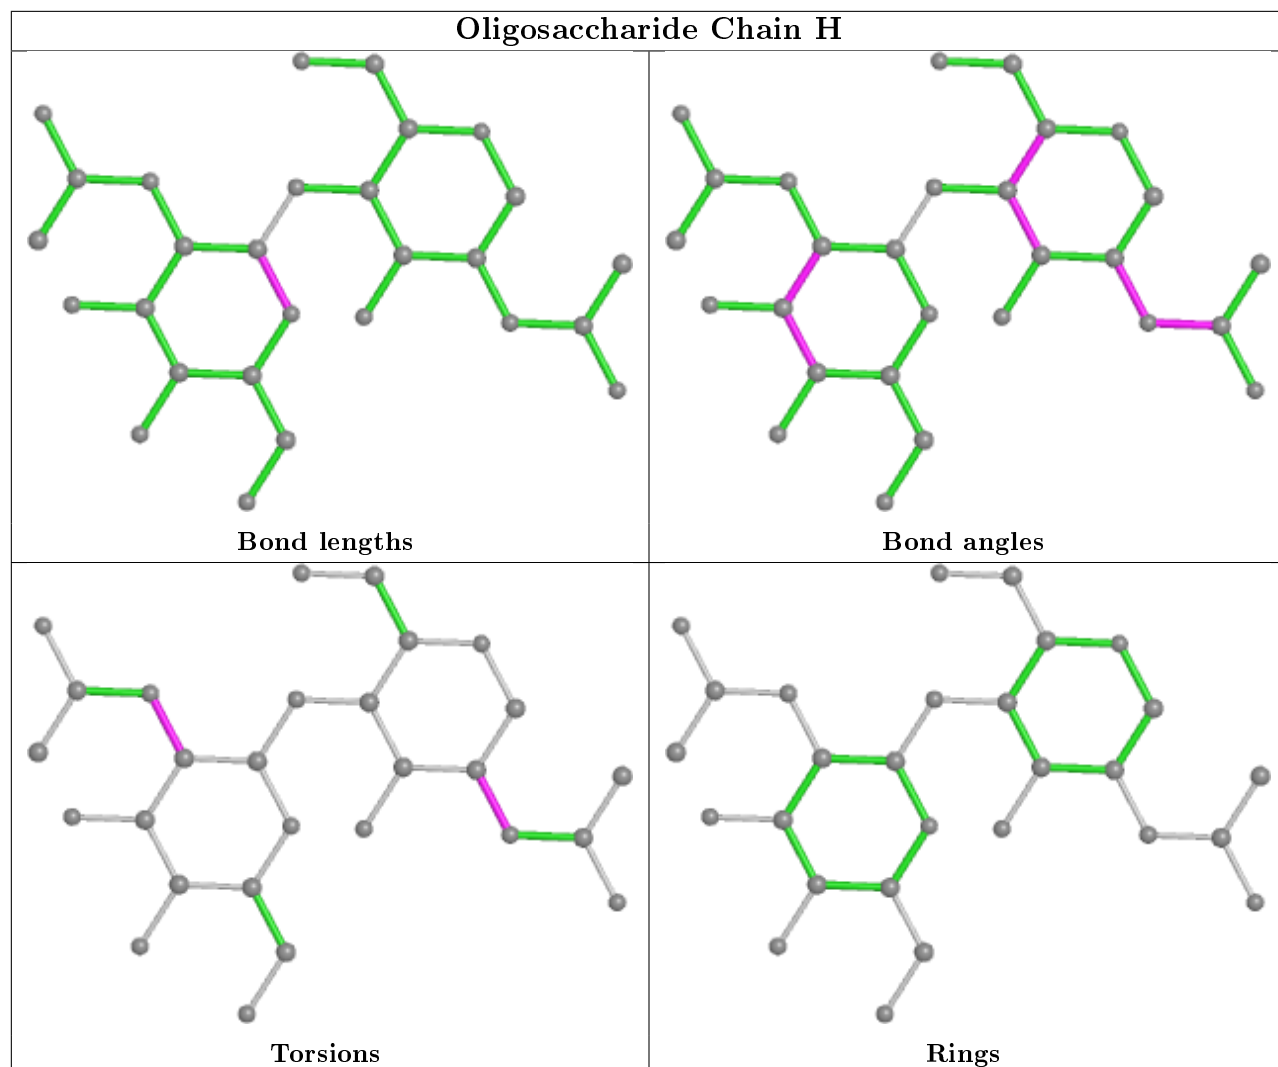 Oligosaccharide Chain H
Bond lengths
Bond angles
Torsions
Rings